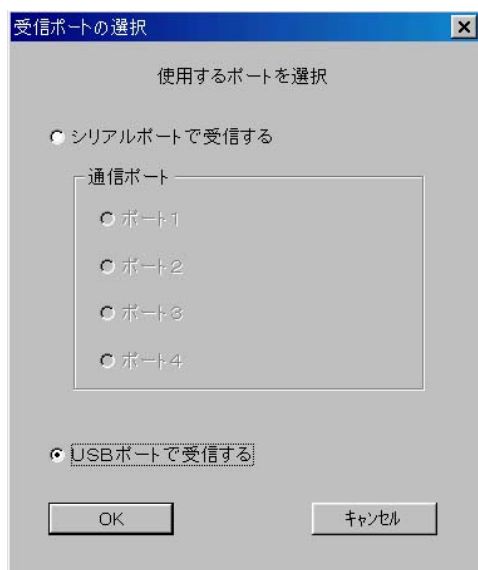 受信ポートの選択
使用するポートを選択
シリアルポートで受信する
通信ポート
ポート1
ポート2
ポート3
ポート4
USBポートで受信する
OK
キャンセル